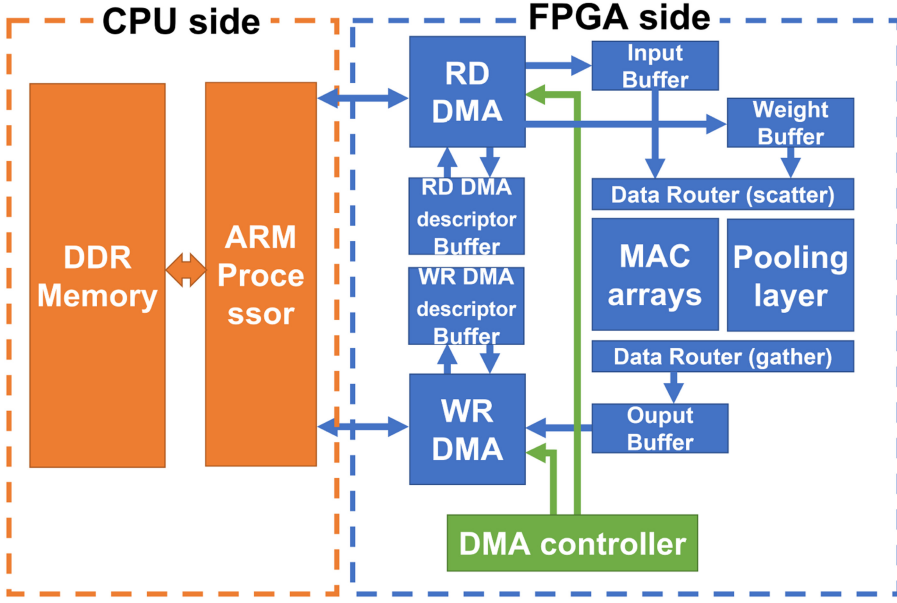 CPU side
FPGA side
DDR
Memory
ARM
Proce
ssor
RD
DMA
Input
Buffer
Weight
Buffer
RD DMA
descriptor
Buffer
Data Router (scatter)
MAC
arrays
Pooling
layer
WR DMA
descriptor
Buffer
Data Router (gather)
WR
DMA
Ouput
Buffer
DMA controller